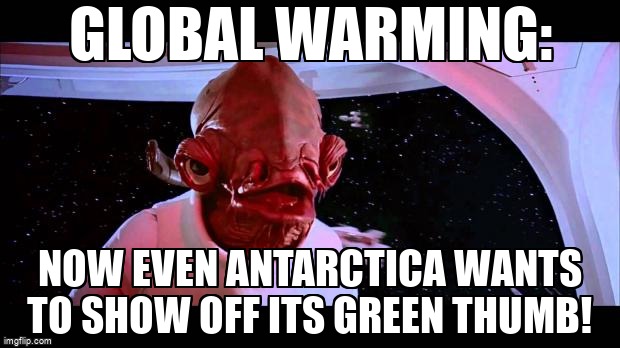 GLOBAL WARMING:
NOW EVEN ANTARCTICA WANTS
TO SHOW OFF ITS GREEN THUMB!
imgflip.com